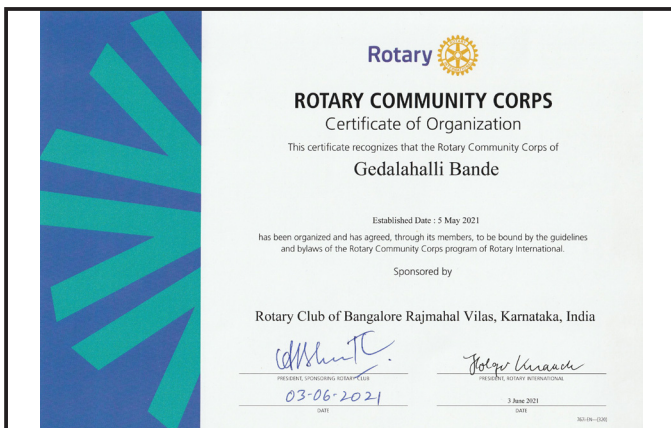 Rotary
ROTARY COMMUNITY CORPS
Certificate of Organization
This certificate recognizes that the Rotary Community Corps of
Gedalahalli Bande
Established Date : 5 May 2021
has been organized and has agreed, through its members, to be bound by the guidelines
and bylaws of the Rotary Community Corps program of Rotary International.
Sponsored by
Rotary Club of Bangalore Rajmahal Vilas, Karnataka, India
Holger Knaack
PRESIDENT, SPONSORING ROTARY CLUB
PRESIDENT, ROTARY INTERNATIONAL
03-06-2021
3 June 2021
DATE
DATE